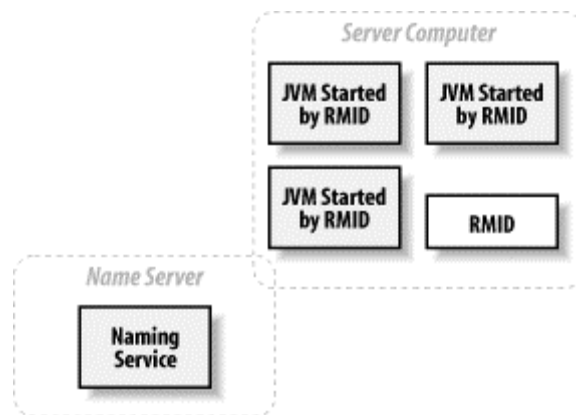 Server Computer
JVM Started
by RMID
JVM Started
by RMID
JVM Started
by RMID
RMID
Name Server
Naming
Service